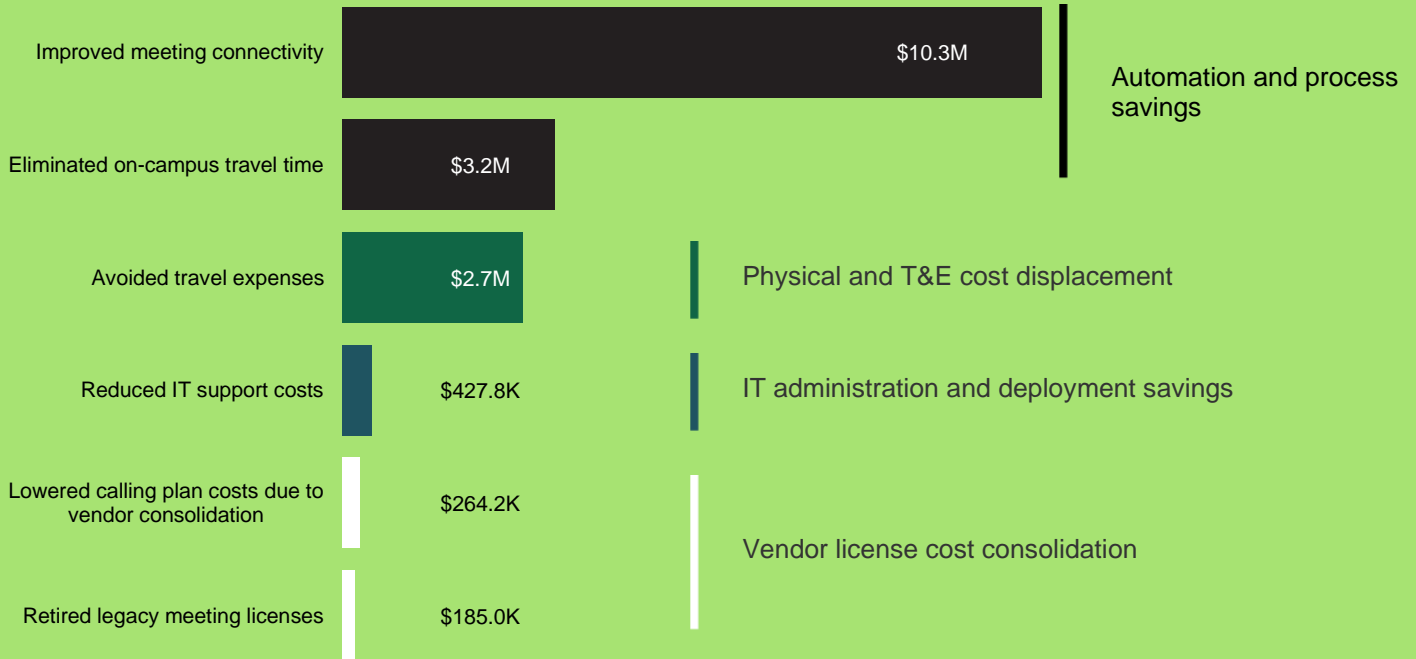 Improved meeting connectivity
$10.3M
Automation and process
savings
Eliminated on-campus travel time
$3.2M
Avoided travel expenses
$2.7M
Physical and T&E cost displacement
Reduced IT support costs
$427.8K
IT administration and deployment savings
Lowered calling plan costs due to
vendor consolidation
$264.2K
Vendor license cost consolidation
Retired legacy meeting licenses
$185.0K